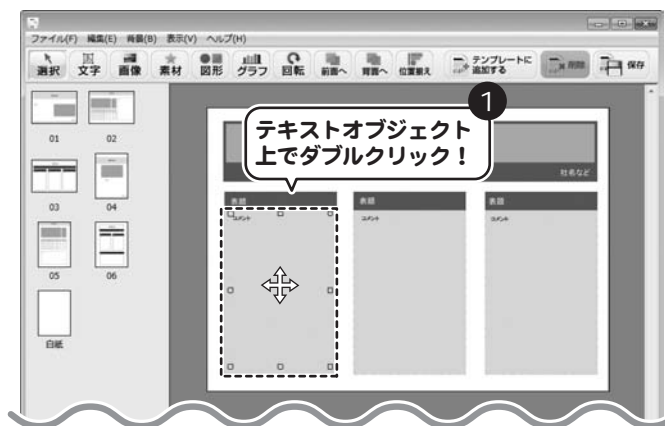 ファイル(F) 編集(E) 背景(B) 表示(V) ヘルプ(H)
選択 文字 画像 素材 図形 グラフ 回転 前面へ 背面へ 位置揃え テンプレートに追加する 削除 保存
1
テキストオブジェクト
上でダブルクリック！
01 02
社名など
表題 表題 表題
コメント コメント コメント
03 04
05 06
白紙